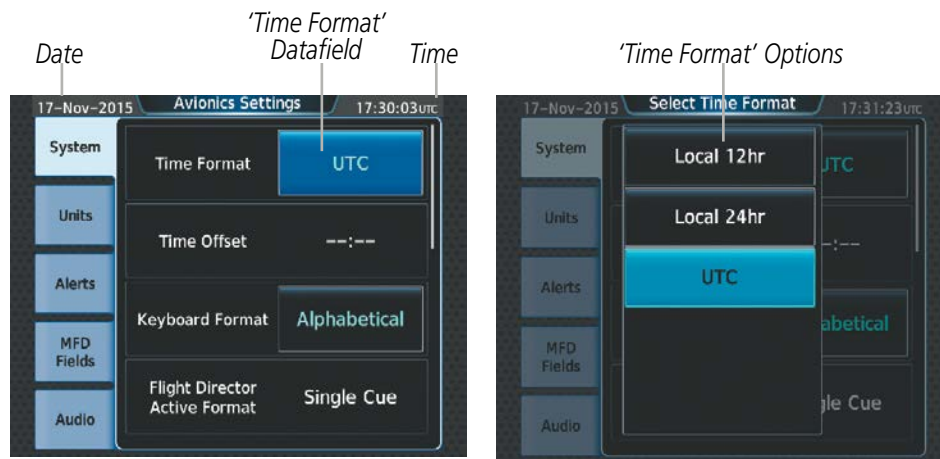 Date
'Time Format'
Datafield
Time
'Time Format' Options
17-Nov-2015
Avionics Settings
17:30:03UTC
System
Units
Alerts
MFD
Fields
Audio
Time Format
UTC
Time Offset
--:--
Keyboard Format
Alphabetical
Flight Director
Active Format
Single Cue
17-Nov-2015
Select Time Format
17:31:23UTC
System
Units
Alerts
MFD
Fields
Audio
Local 12hr
Local 24hr
UTC
UTC
-:--
abetical
gle Cue